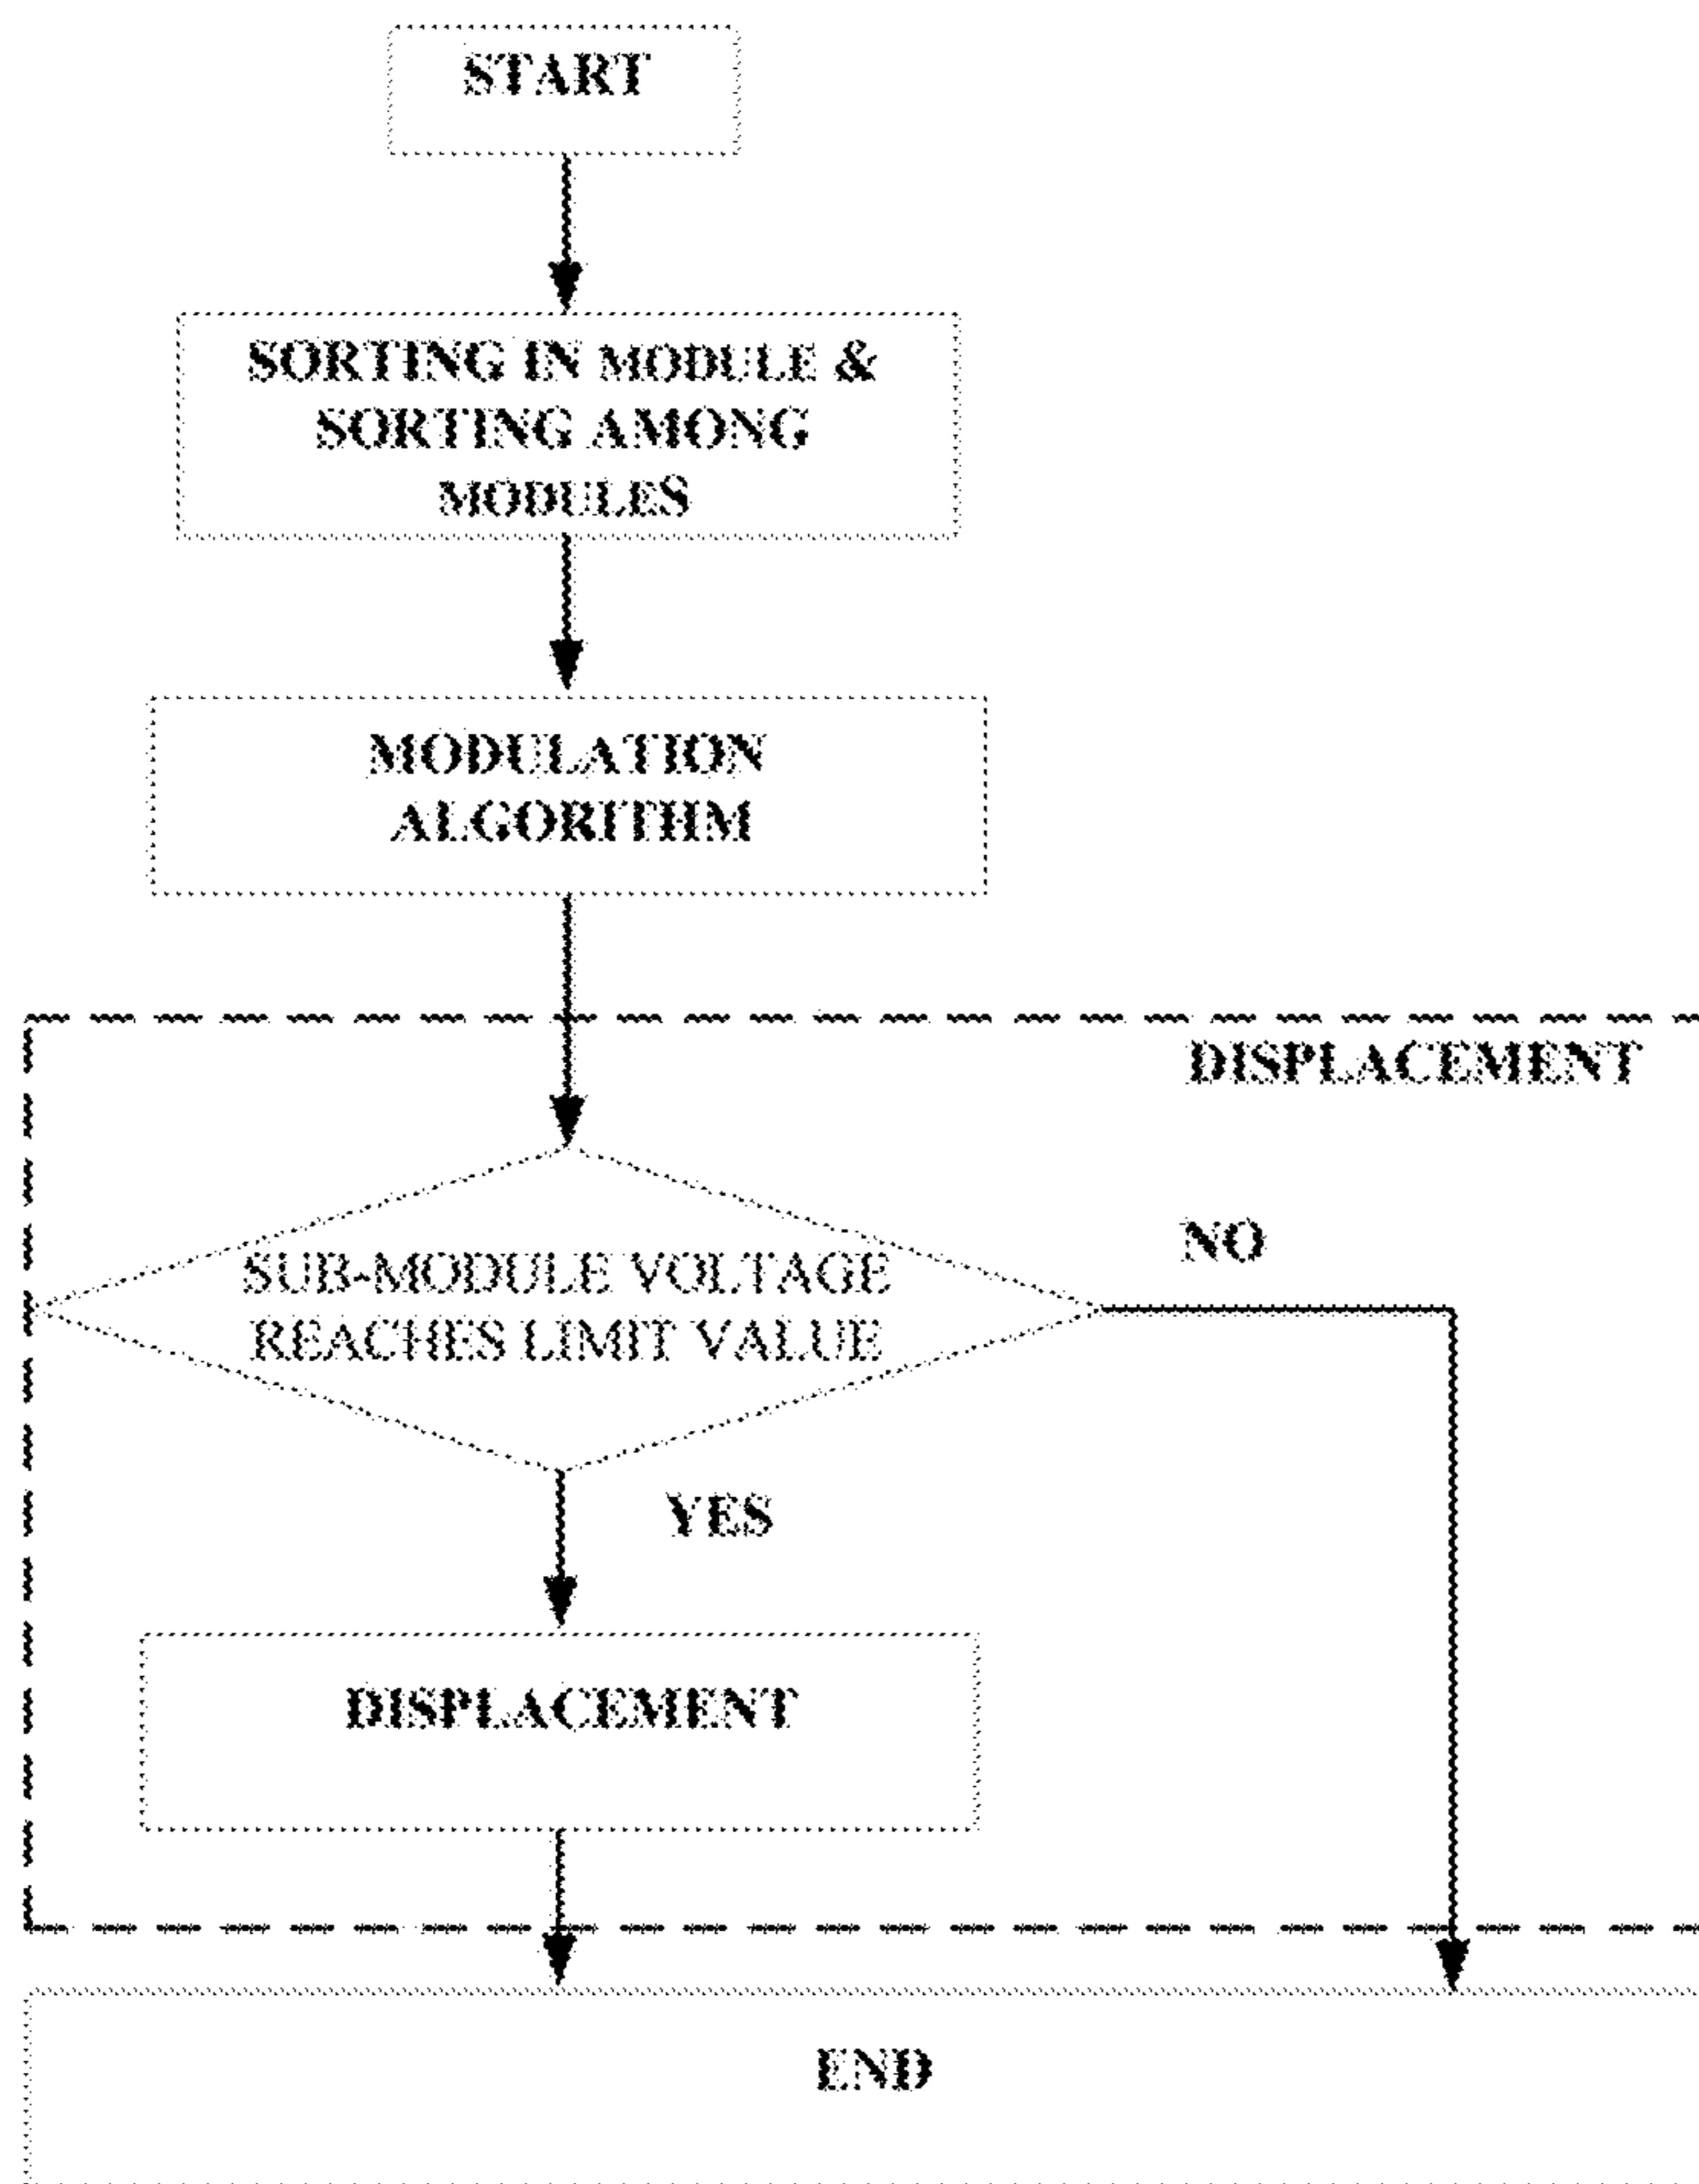 START
SORTING IN MODULE &
SORTING AMONG
MODULES
MODULATION
ALGORITHM
DISPLACEMENT
NO
SUB-MODULE VOLTAGE
REACHES LIMIT VALUE
YES
DISPLACEMENT
END